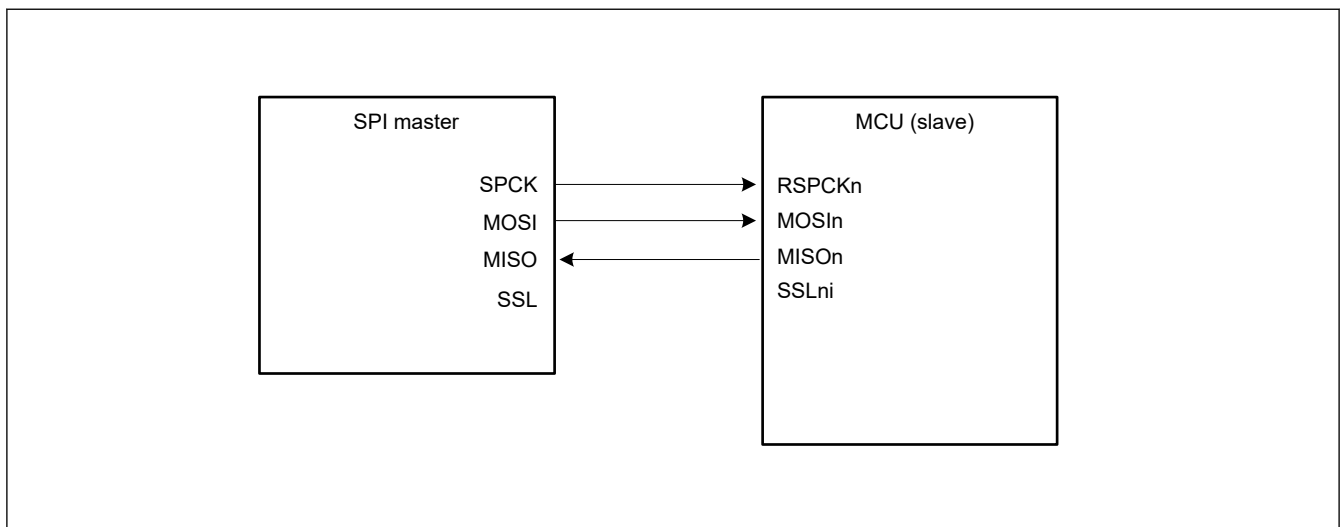 SPI master
SPCK
MOSI
MISO
SSL
MCU (slave)
RSPCKn
MOSIn
MISOn
SSLni